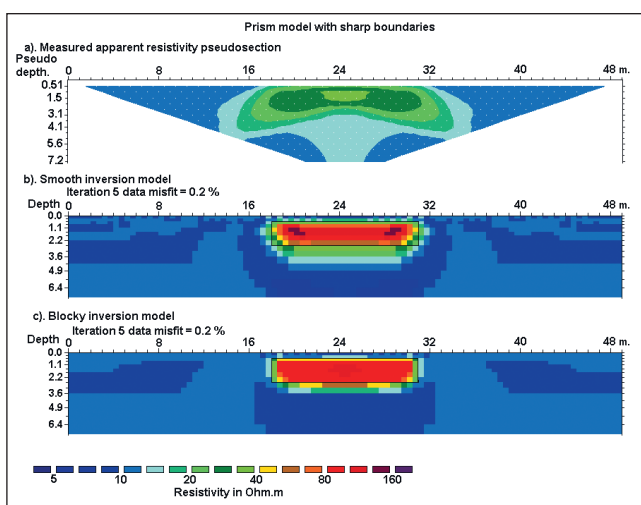 Prism model with sharp boundaries
a). Measured apparent resistivity pseudosection
Pseudo depth. 0 8 16 24 32 40 48 m.
0.51
1.5
3.1
4.1
5.6
7.2
b). Smooth inversion model
Iteration 5 data misfit = 0.2 %
Depth 0 8 16 24 32 40 48 m.
0.0
1.1
2.2
3.6
4.9
6.4
c). Blocky inversion model
Iteration 5 data misfit = 0.2 %
Depth 0 8 16 24 32 40 48 m.
0.0
1.1
2.2
3.6
6.4
5 10 20 40 80 160
Resistivity in Ohm.m